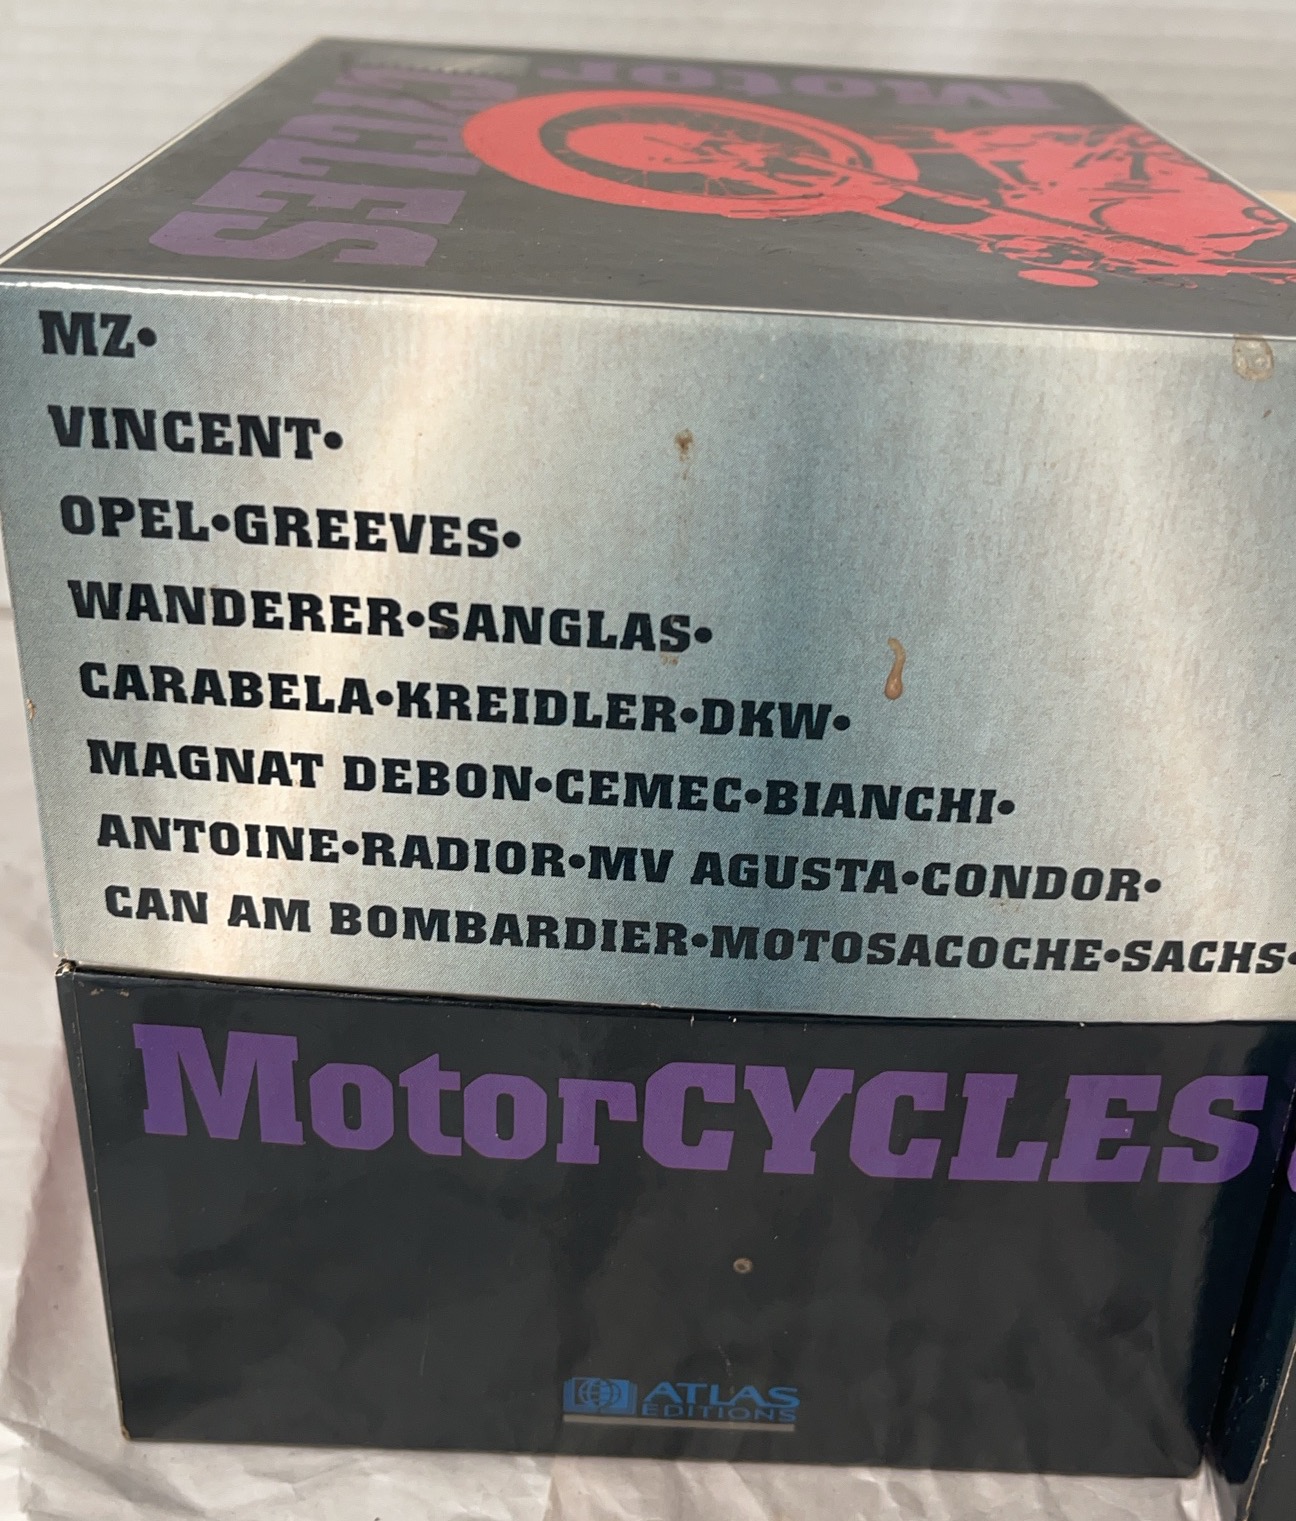 Motor
CYCLES
MZ•
VINCENT•
OPEL•GREEVES•
WANDERER•SANGLAS•
CARABELA•KREIDLER•DKW•
MAGNAT DEBON•CEMEC•BIANCHI•
ANTOINE•RADIOR•MV AGUSTA•CONDOR•
CAN AM BOMBARDIER•MOTOSACOCHE•SACHS•
MotorCYCLES
ATLAS
EDITIONS